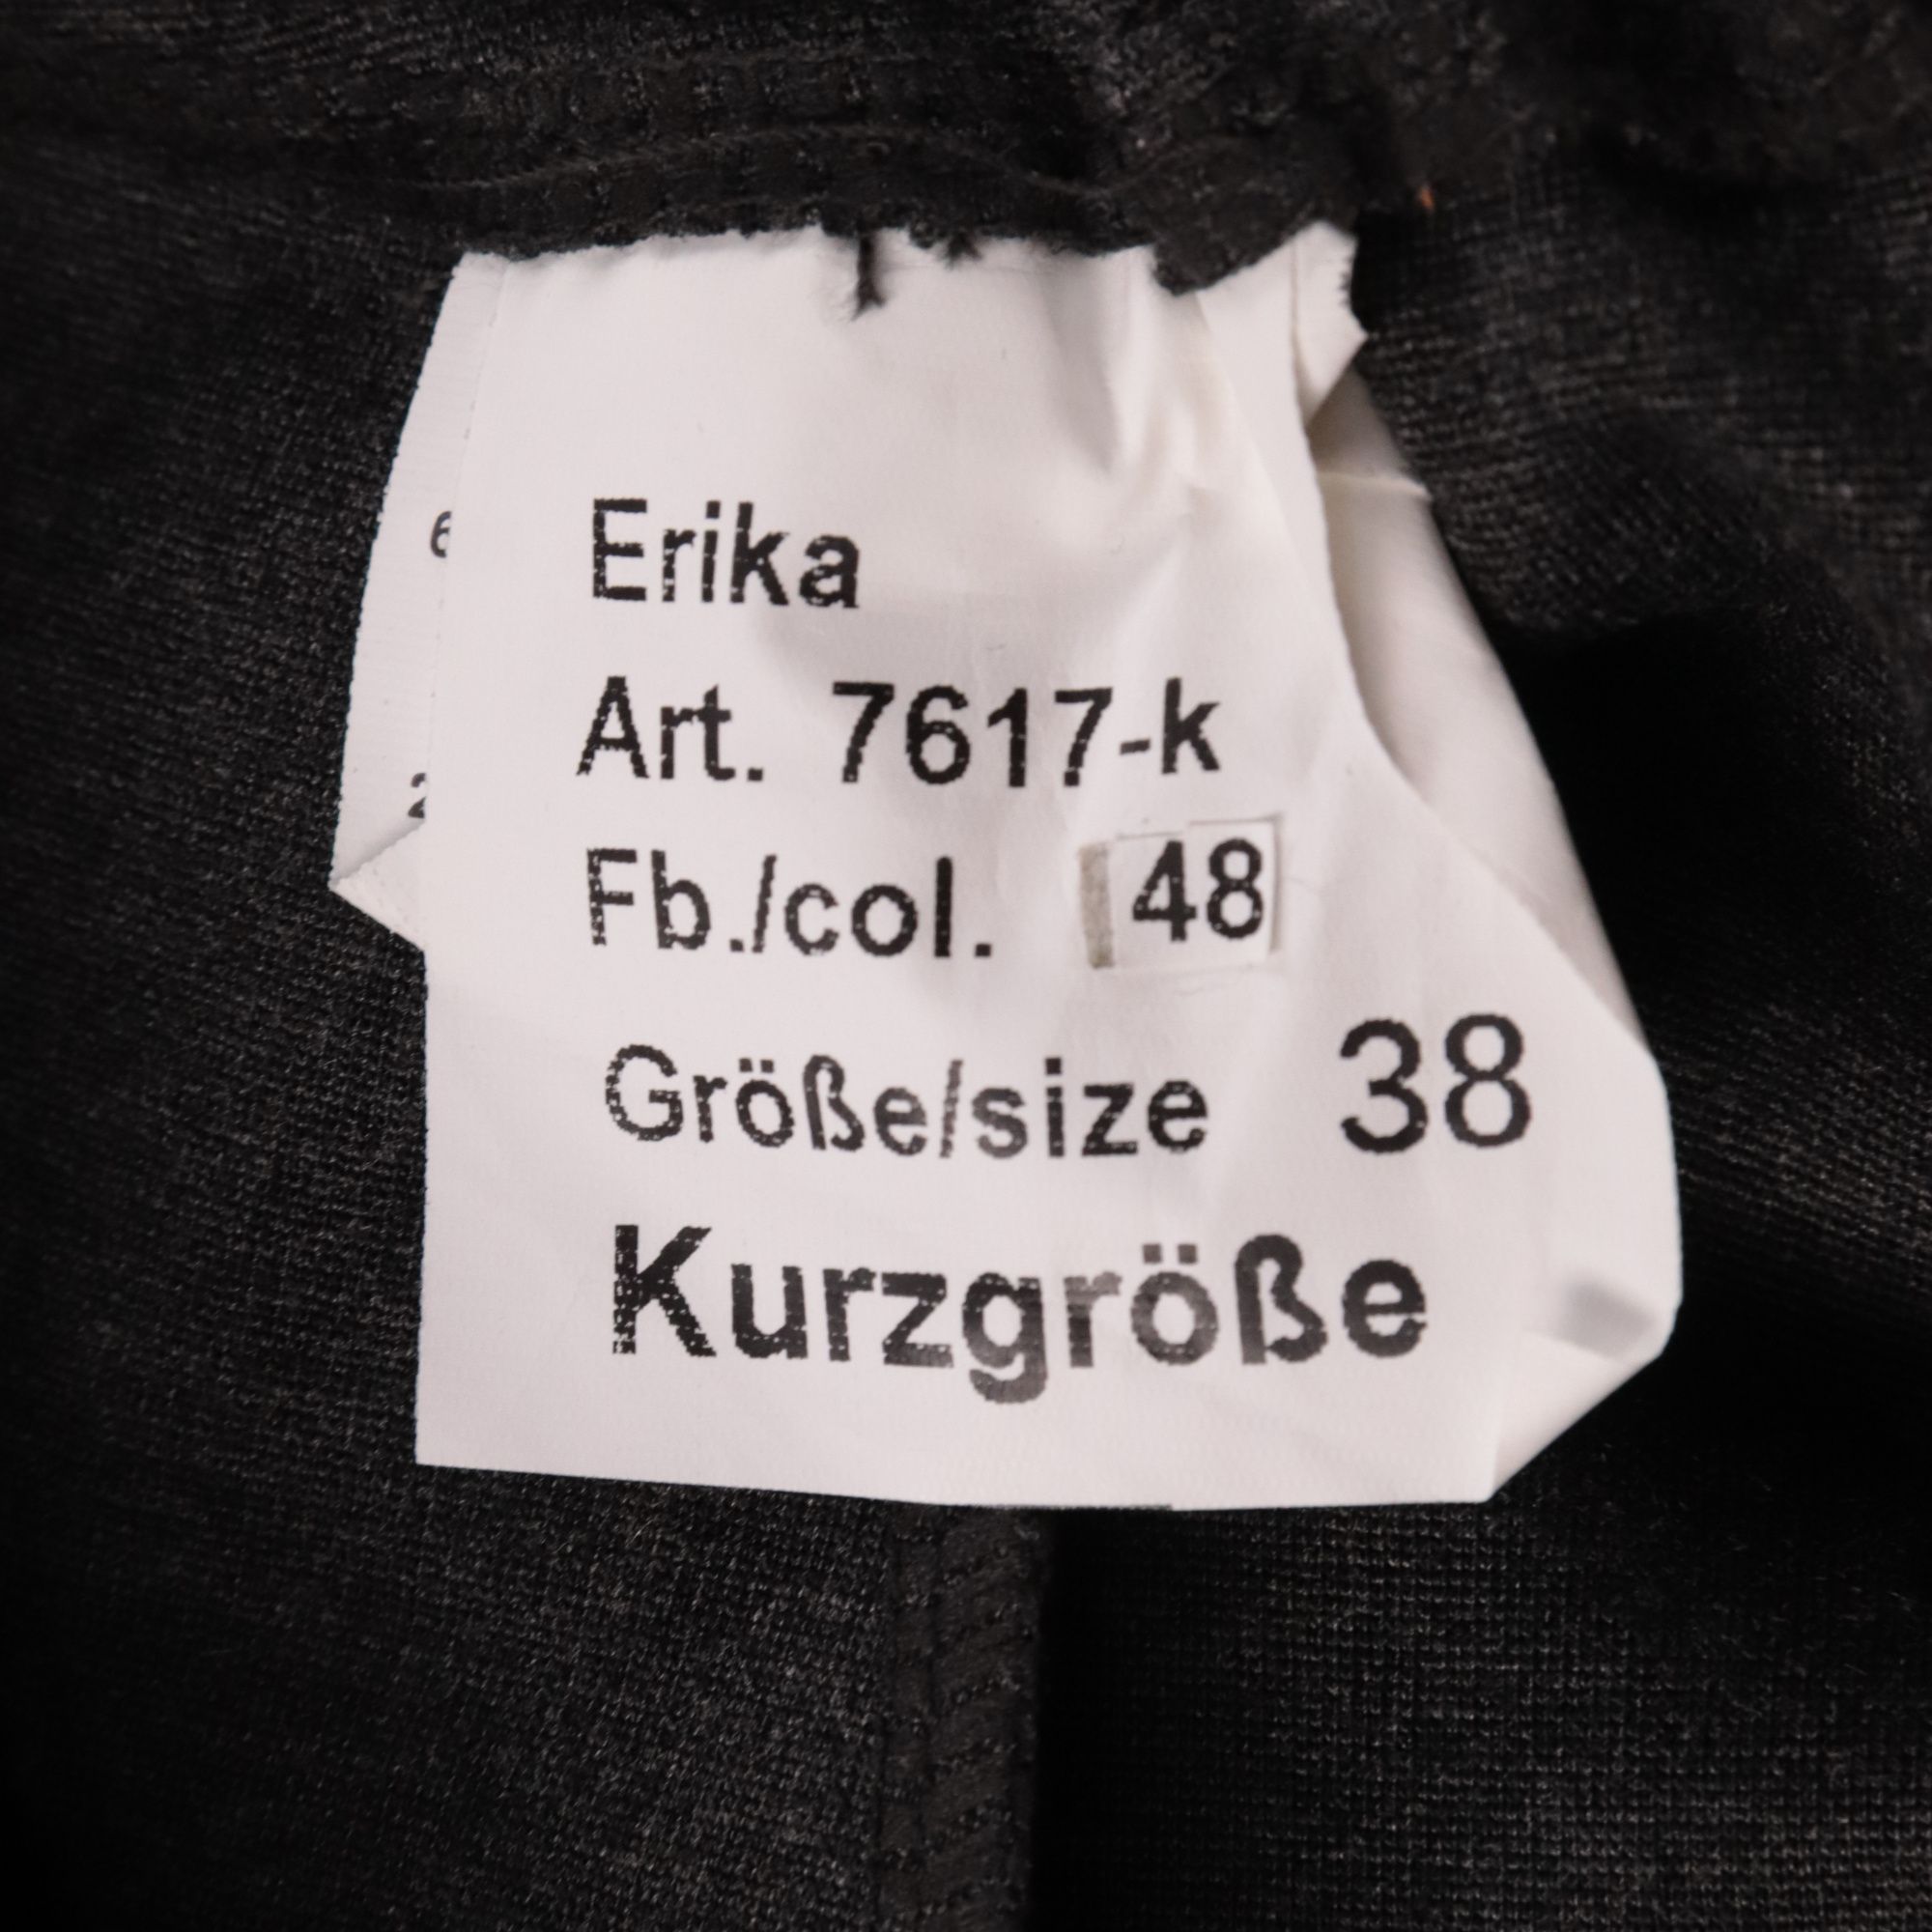 Erika
Art. 7617-k
Fb./col. 48
Größe/size 38
Kurzgröße